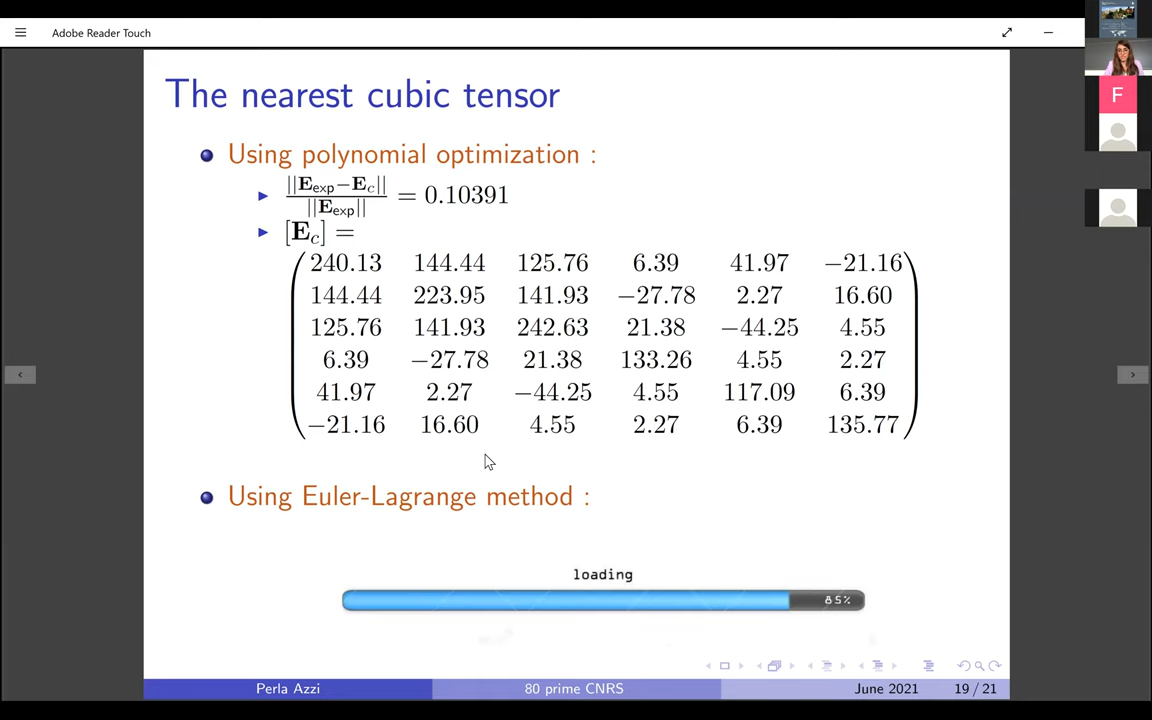 Adobe Reader Touch
F
The nearest cubic tensor
Using polynomial optimization :
||E_exp−E_c|| / ||E_exp|| = 0.10391
[E_c] =
240.13 144.44 125.76 6.39 41.97 −21.16
144.44 223.95 141.93 −27.78 2.27 16.60
125.76 141.93 242.63 21.38 −44.25 4.55
6.39 −27.78 21.38 133.26 4.55 2.27
41.97 2.27 −44.25 4.55 117.09 6.39
−21.16 16.60 4.55 2.27 6.39 135.77
Using Euler-Lagrange method :
loading
85%
Perla Azzi 80 prime CNRS June 2021 19 / 21